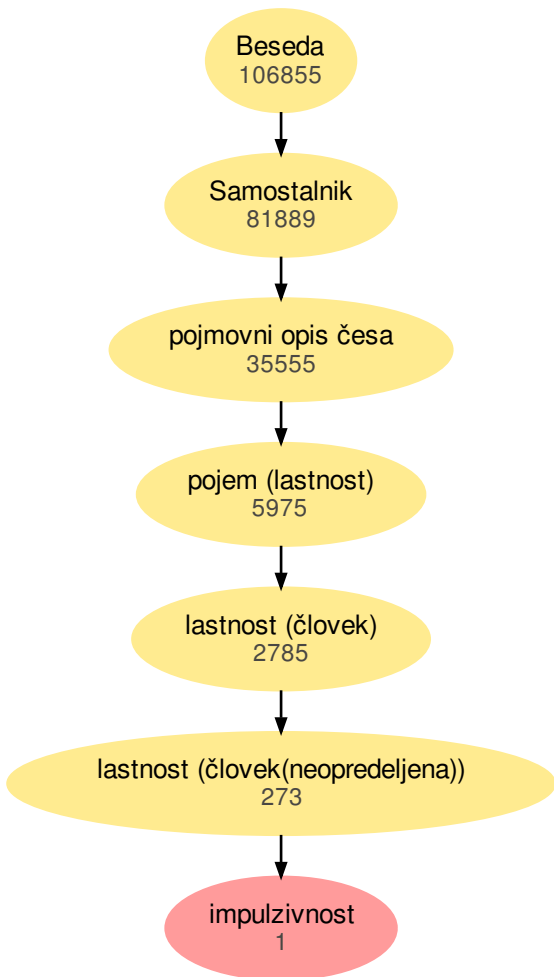 Beseda
106855
Samostalnik
81889
pojmovni opis česa
35555
pojem (lastnost)
5975
lastnost (človek)
2785
lastnost (človek(neopredeljena))
273
impulzivnost
1